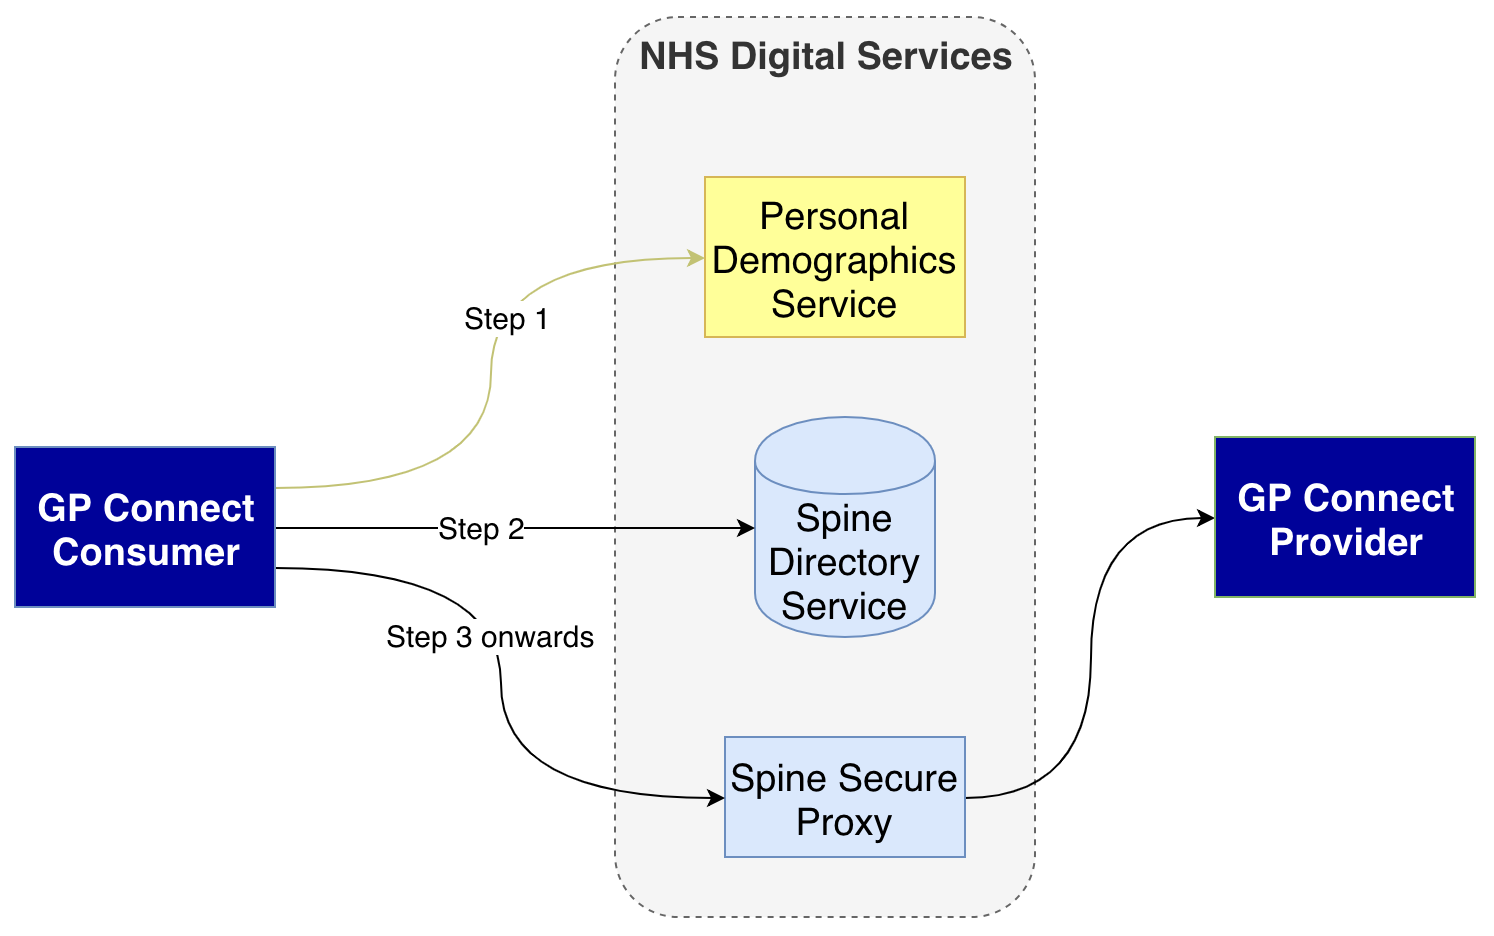 NHS Digital Services
Personal
Demographics
Service
Step 1
GP Connect
Consumer
Step 2
Spine
Directory
Service
GP Connect
Provider
Step 3 onwards
Spine Secure
Proxy